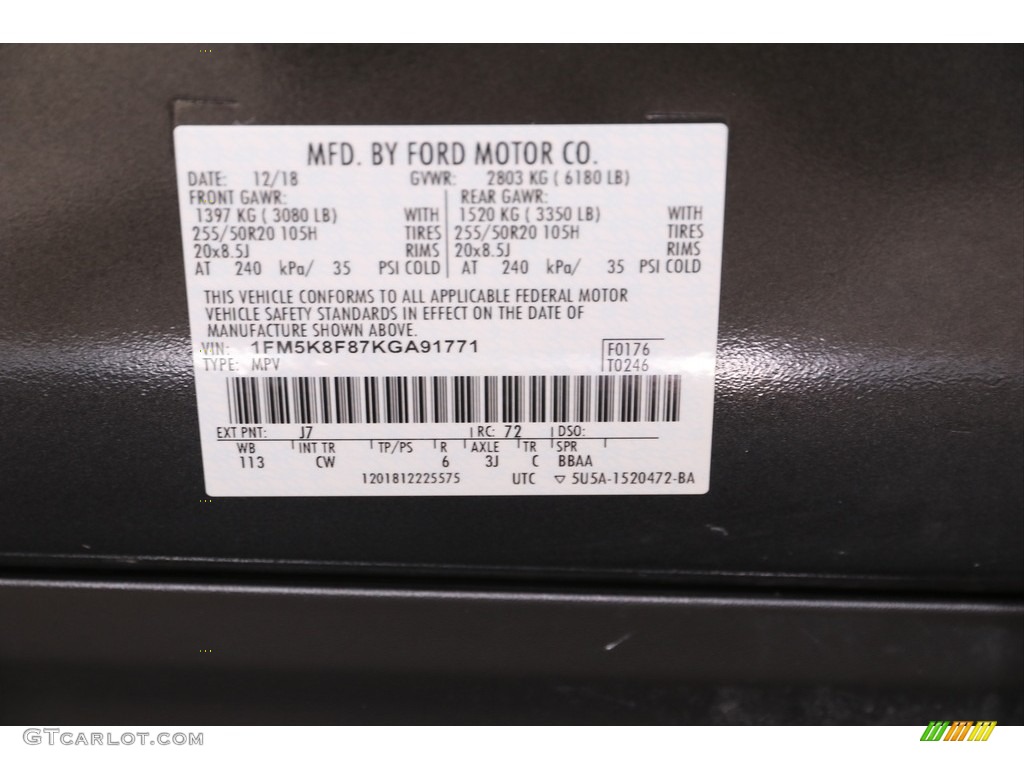 MFD. BY FORD MOTOR CO.
DATE: 12/18 GVWR: 2803 KG ( 6180 LB)
FRONT GAWR: REAR GAWR:
1397 KG ( 3080 LB) WITH 1520 KG ( 3350 LB) WITH
255/50R20 105H TIRES 255/50R20 105H TIRES
20x8.5J RIMS 20x8.5J RIMS
AT 240 kPa/ 35 PSI COLD AT 240 kPa/ 35 PSI COLD
THIS VEHICLE CONFORMS TO ALL APPLICABLE FEDERAL MOTOR
VEHICLE SAFETY STANDARDS IN EFFECT ON THE DATE OF
MANUFACTURE SHOWN ABOVE.
VIN: 1FM5K8F87KGA91771 F0176
TYPE: MPV T0246
EXT PNT: J7 RC: 72 DSO:
WB INT TR TP/PS R AXLE TR SPR
113 CW 6 3J C BBAA
1201812225575 UTC ▽ 5U5A-1520472-BA
GTCARLOT.COM